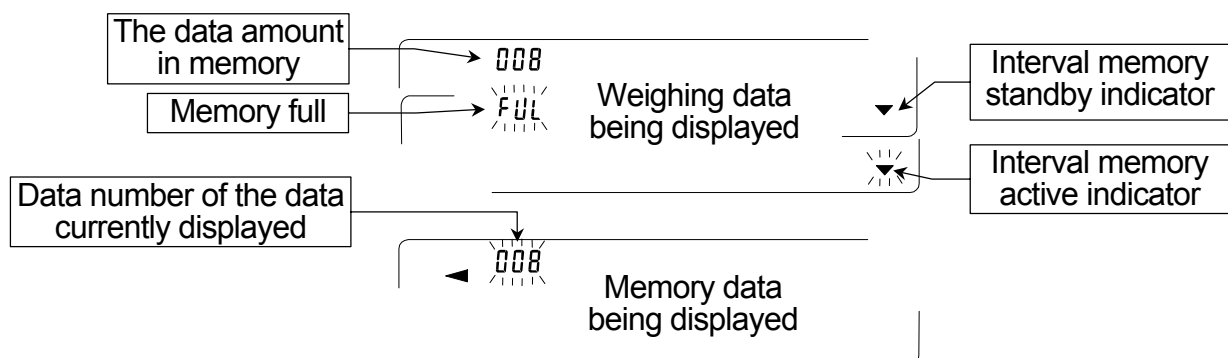 The data amount
in memory
008
Memory full
FUL
Weighing data
being displayed
Interval memory
standby indicator
Interval memory
active indicator
Data number of the data
currently displayed
008
Memory data
being displayed